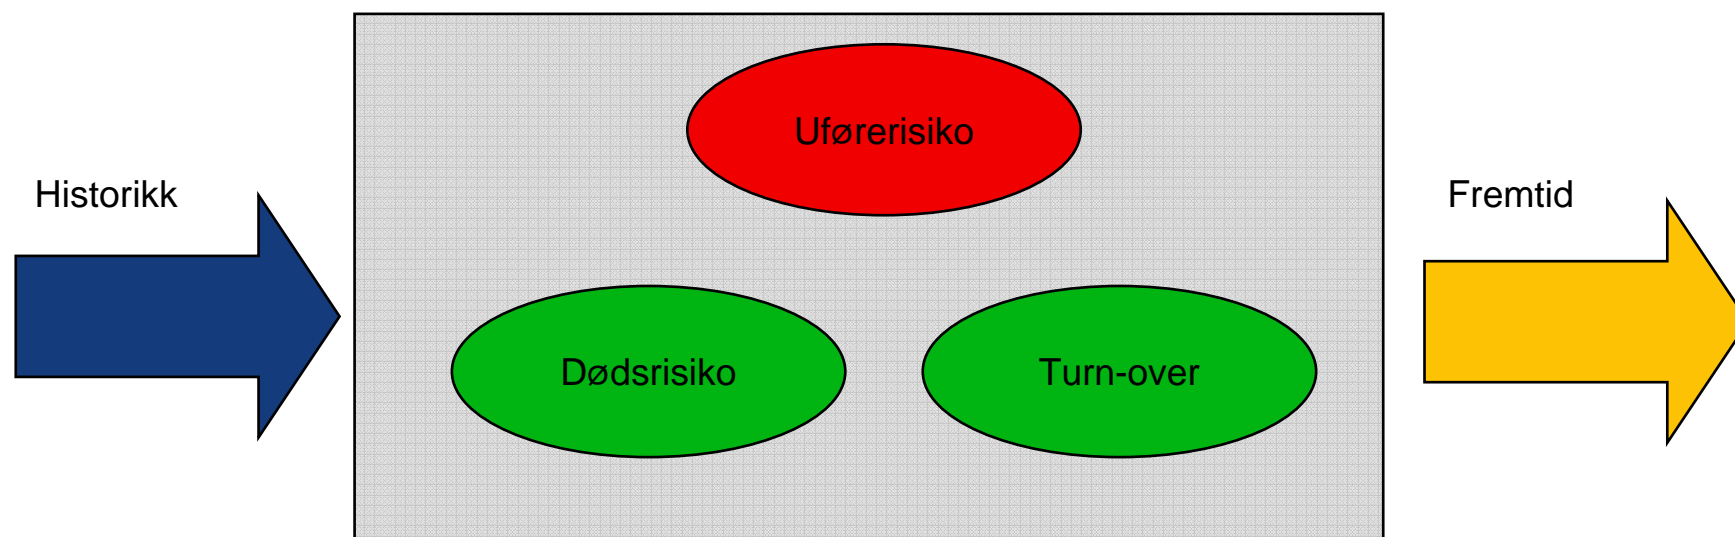 Uførerisiko
Historikk
Fremtid
Dødsrisiko
Turn-over